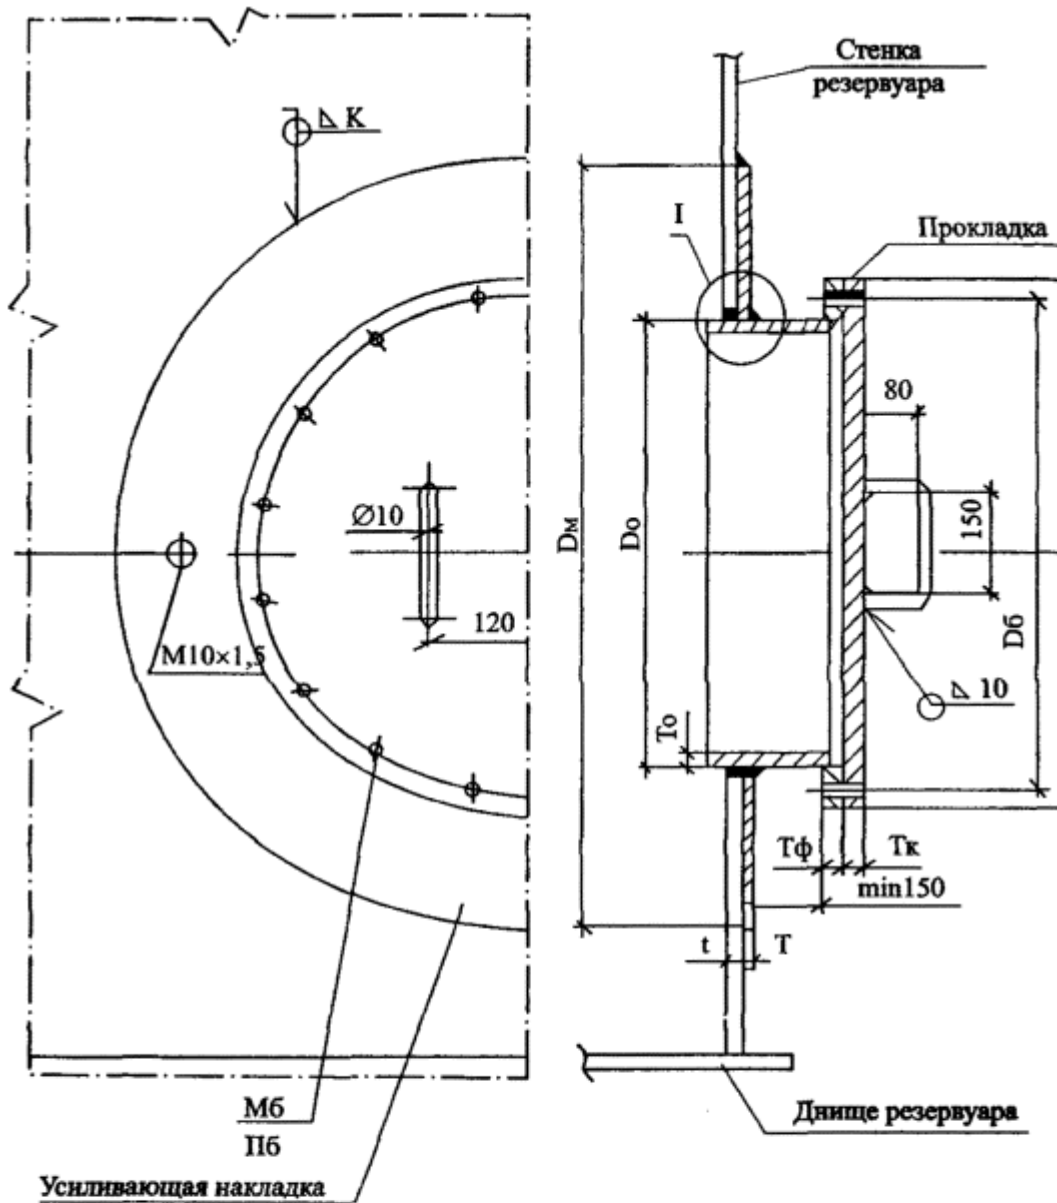 Стенка
резервуара
К
I
Прокладка
80
Dм
Dо
150
Dб
Ø10
120
М10×1,5
10
Tо
Tф
Tк
min150
t
T
Мб
Пб
Днище резервуара
Усиливающая накладка